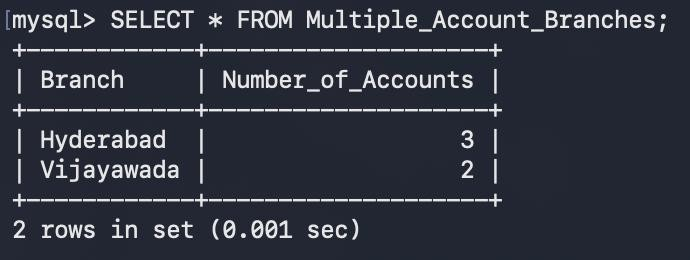 [mysql> SELECT * FROM Multiple_Account_Branches;
+------------+--------------------+
| Branch     | Number_of_Accounts |
+------------+--------------------+
| Hyderabad  |                  3 |
| Vijayawada |                  2 |
+------------+--------------------+
2 rows in set (0.001 sec)